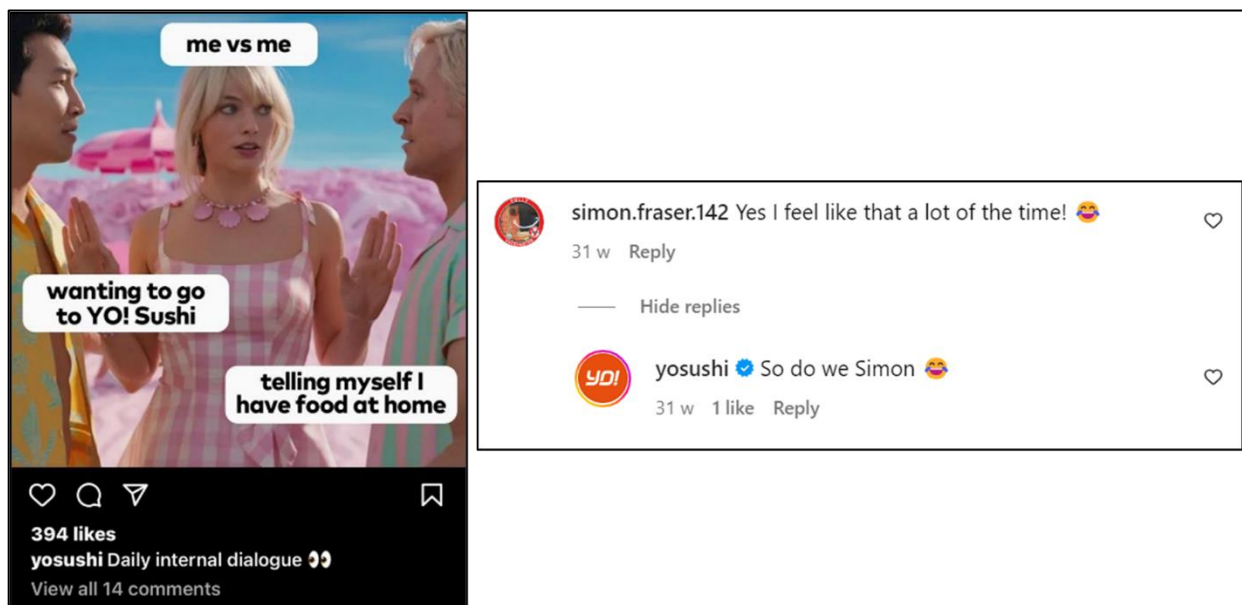 me vs me
wanting to go
to YO! Sushi
telling myself I
have food at home
394 likes
yosushi Daily internal dialogue 👀
View all 14 comments
simon.fraser.142 Yes I feel like that a lot of the time! 😂
31 w Reply
Hide replies
YO!
yosushi So do we Simon 😂
31 w 1 like Reply